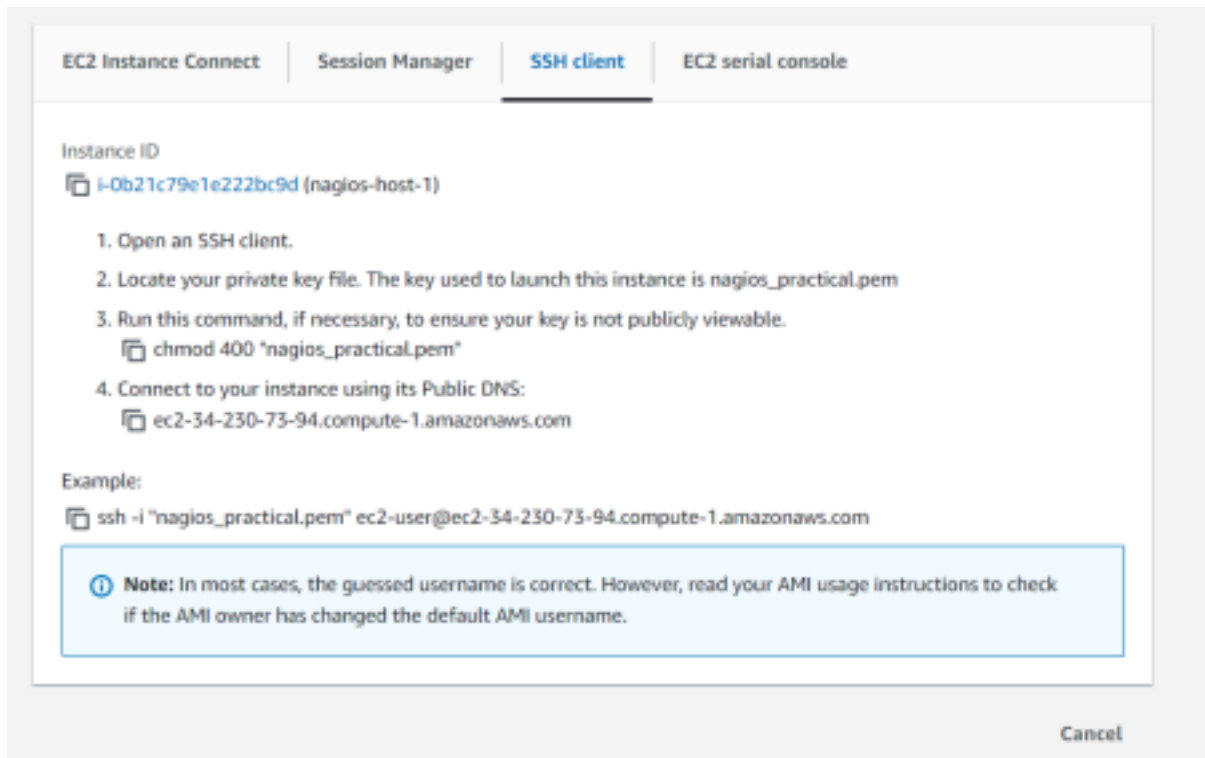 EC2 Instance Connect
Session Manager
SSH client
EC2 serial console
Instance ID
i-0b21c79e1e222bc9d (nagios-host-1)
1. Open an SSH client.
2. Locate your private key file. The key used to launch this instance is nagios_practical.pem
3. Run this command, if necessary, to ensure your key is not publicly viewable.
chmod 400 "nagios_practical.pem"
4. Connect to your instance using its Public DNS:
ec2-34-230-73-94.compute-1.amazonaws.com
Example:
ssh -i "nagios_practical.pem" ec2-user@ec2-34-230-73-94.compute-1.amazonaws.com
Note: In most cases, the guessed username is correct. However, read your AMI usage instructions to check
if the AMI owner has changed the default AMI username.
Cancel